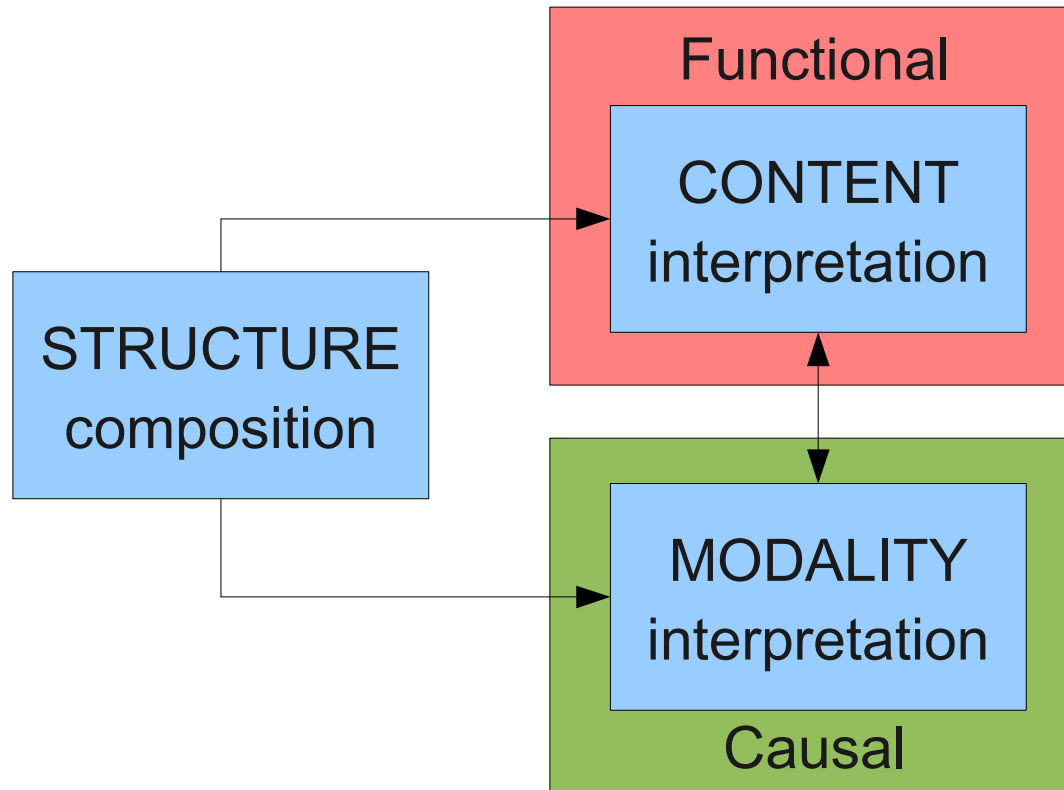 Functional
CONTENT
interpretation
STRUCTURE
composition
MODALITY
interpretation
Causal